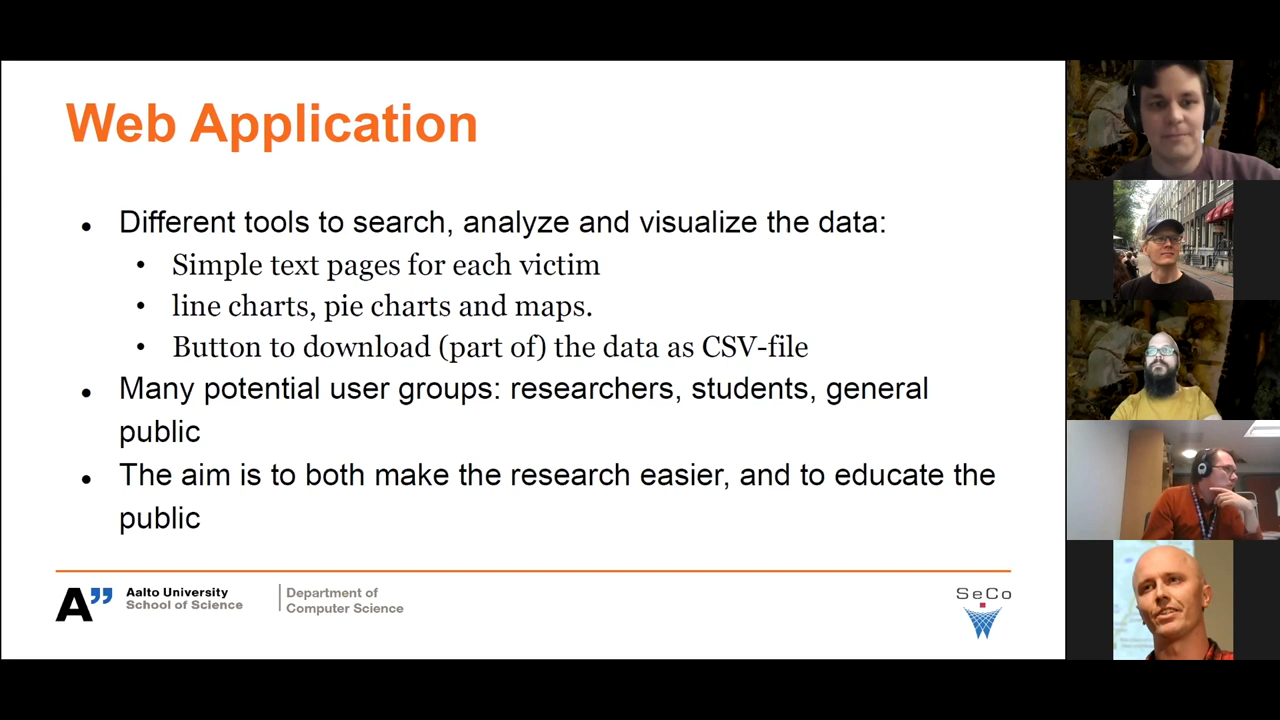 Web Application
• Different tools to search, analyze and visualize the data:
• Simple text pages for each victim
• line charts, pie charts and maps.
• Button to download (part of) the data as CSV-file
• Many potential user groups: researchers, students, general
public
• The aim is to both make the research easier, and to educate the
public
A”
Aalto University
School of Science
Department of
Computer Science
SeCo